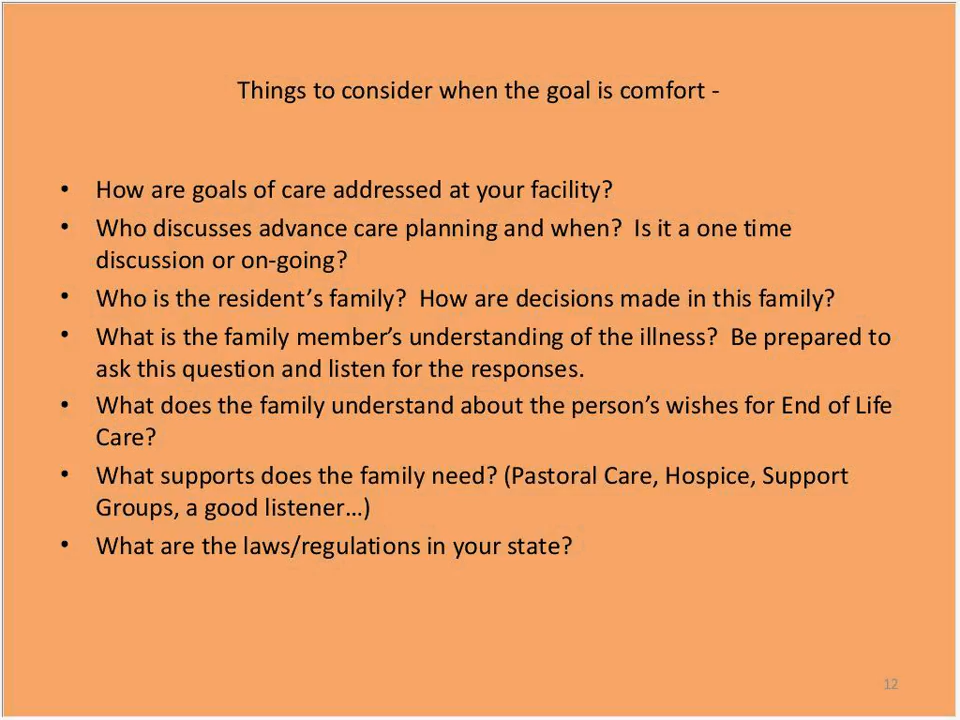 Things to consider when the goal is comfort -
• How are goals of care addressed at your facility?
• Who discusses advance care planning and when?  Is it a one time
discussion or on-going?
• Who is the resident’s family?  How are decisions made in this family?
• What is the family member’s understanding of the illness?  Be prepared to
ask this question and listen for the responses.
• What does the family understand about the person’s wishes for End of Life
Care?
• What supports does the family need? (Pastoral Care, Hospice, Support
Groups, a good listener…)
• What are the laws/regulations in your state?
12